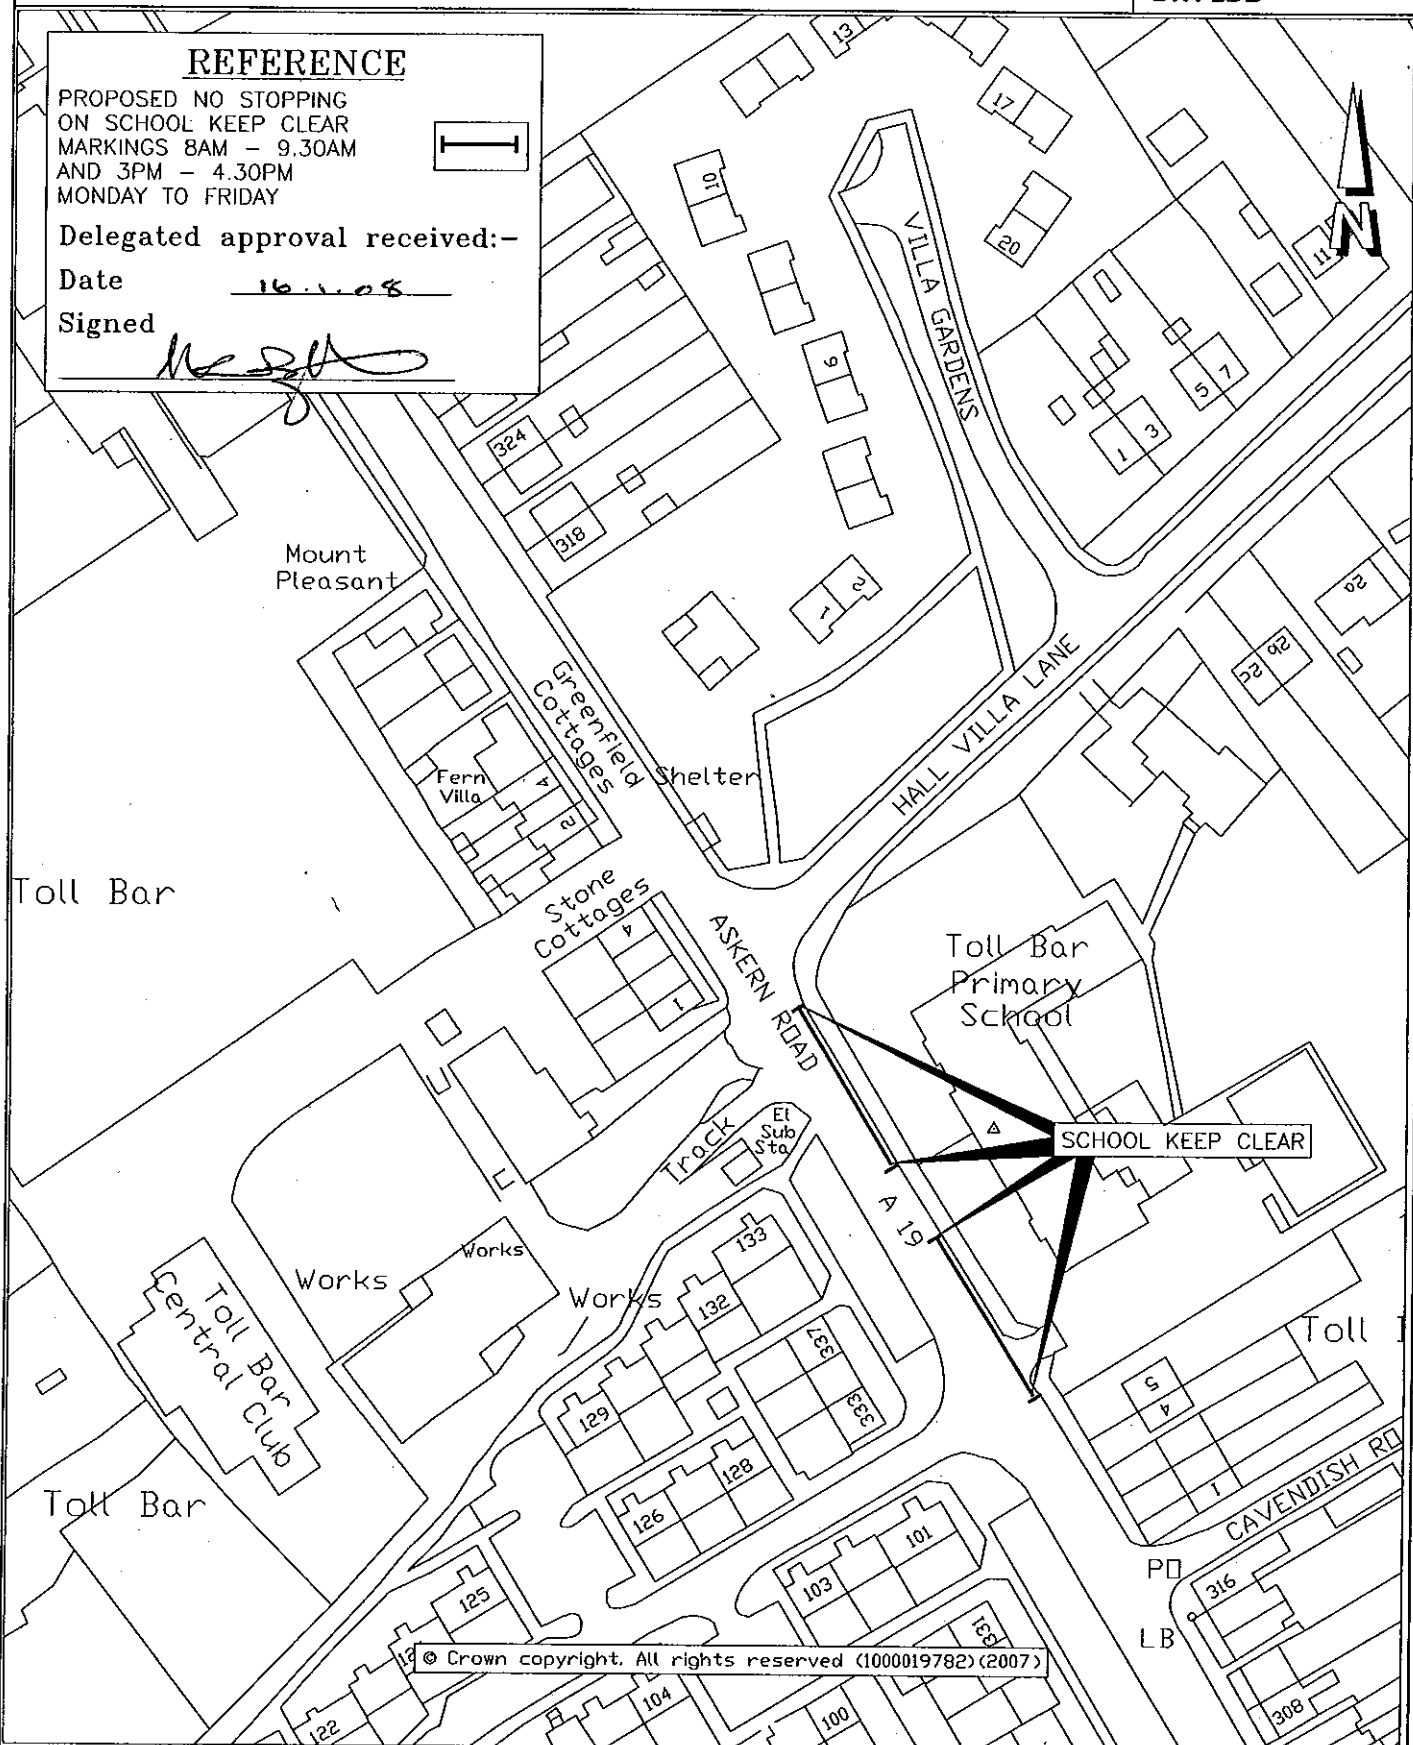 REFERENCE
PROPOSED NO STOPPING
ON SCHOOL KEEP CLEAR
MARKINGS 8AM – 9.30AM
AND 3PM – 4.30PM
MONDAY TO FRIDAY
Delegated approval received:-
Date 16.1.08
Signed
N
13
17
10
20
11
VILLA GARDENS
9
5
7
1
3
324
318
Mount
Pleasant
1
2
2a
2b
2c
HALL VILLA LANE
Greenfield
Cottages
Shelter
Fern
Villa
4
2
Toll Bar
Stone
Cottages
4
1
ASKERN ROAD
Toll Bar
Primary
School
El
Sub
Sta
Track
SCHOOL KEEP CLEAR
A 19
133
Works
Works
Works
132
Toll Bar
Central Club
337
333
129
128
126
5
4
1
Toll Bar
CAVENDISH RO
101
103
PO
316
LB
125
331
© Crown copyright. All rights reserved (1000019782)(2007)
104
100
122
308